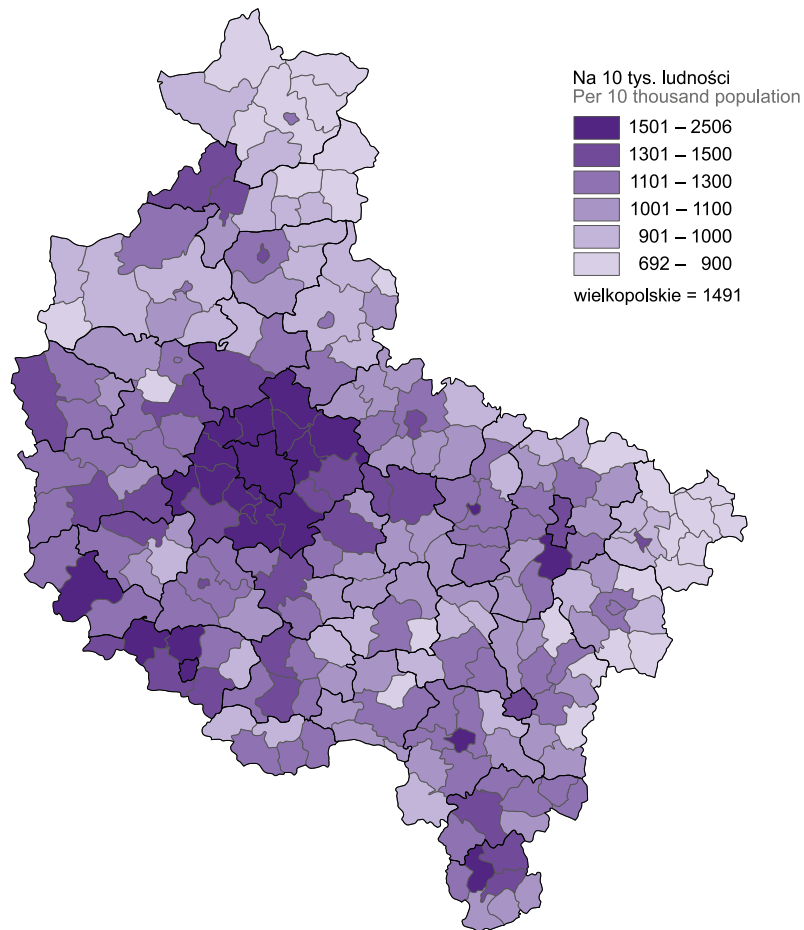 Na 10 tys. ludności
Per 10 thousand population
1501 – 2506
1301 – 1500
1101 – 1300
1001 – 1100
901 – 1000
692 – 900
wielkopolskie = 1491